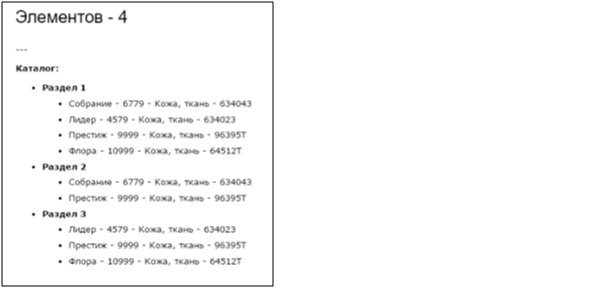 Элементов - 4
---
Каталог:
Раздел 1
Собрание - 6779 - Кожа, ткань - 634043
Лидер - 4579 - Кожа, ткань - 634023
Престиж - 9999 - Кожа, ткань - 96395Т
Флора - 10999 - Кожа, ткань - 64512Т
Раздел 2
Собрание - 6779 - Кожа, ткань - 634043
Престиж - 9999 - Кожа, ткань - 96395Т
Раздел 3
Лидер - 4579 - Кожа, ткань - 634023
Престиж - 9999 - Кожа, ткань - 96395Т
Флора - 10999 - Кожа, ткань - 64512Т